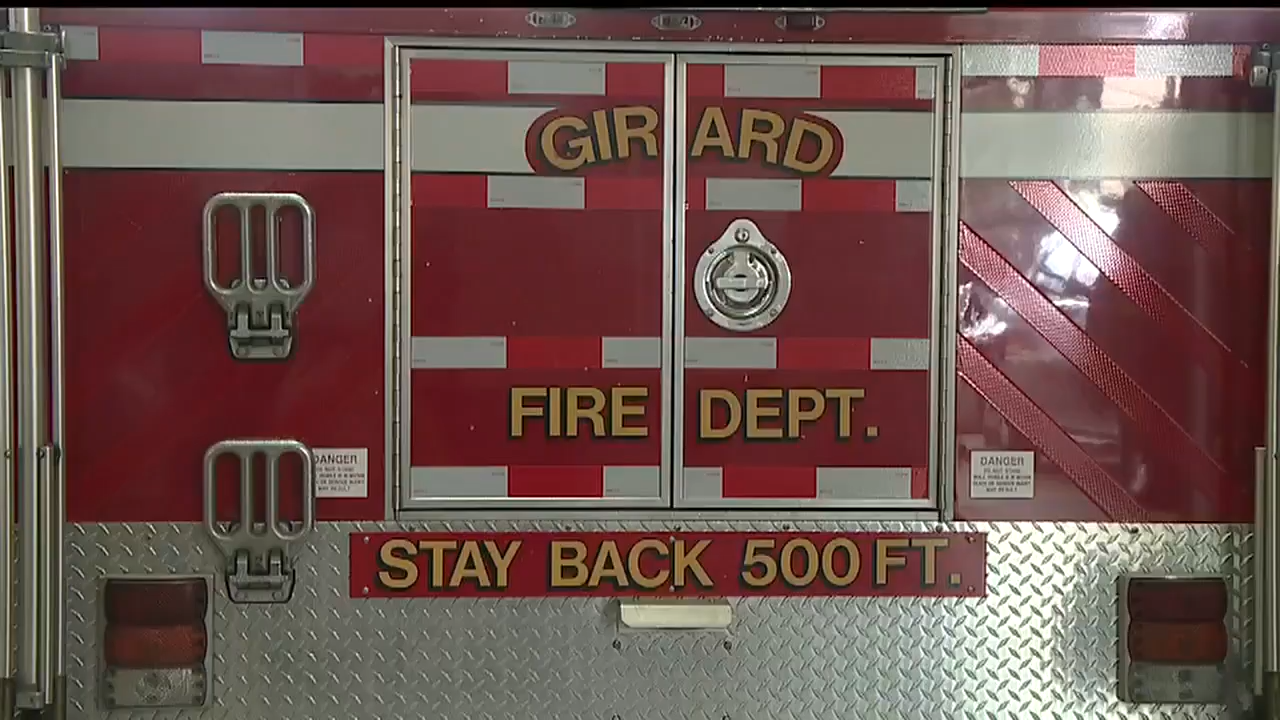 GIRARD
FIRE DEPT.
DANGER
DANGER
STAY BACK 500 FT.